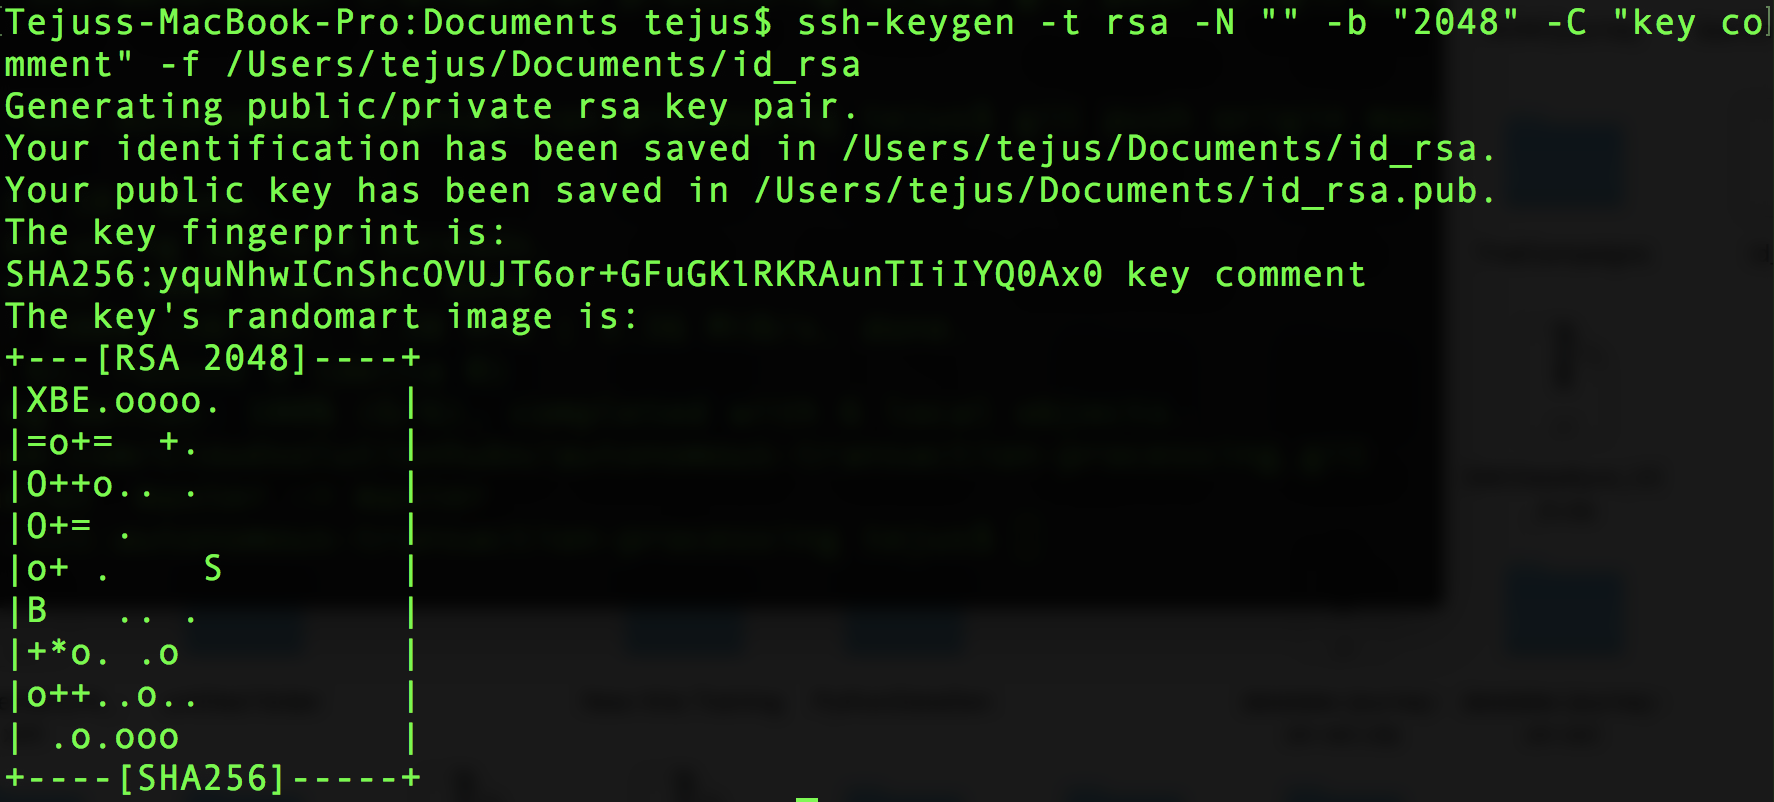 Tejuss-MacBook-Pro:Documents tejus$ ssh-keygen -t rsa -N "" -b "2048" -C "key co
mment" -f /Users/tejus/Documents/id_rsa
Generating public/private rsa key pair.
Your identification has been saved in /Users/tejus/Documents/id_rsa.
Your public key has been saved in /Users/tejus/Documents/id_rsa.pub.
The key fingerprint is:
SHA256:yquNhwICnShcOVUJT6or+GFuGKlRKRAunTIiIYQ0Ax0 key comment
The key's randomart image is:
+---[RSA 2048]----+
|XBE.oooo.        |
|=o+=  +.         |
|O++o.. .         |
|O+= .            |
|o+ .    S        |
|B   .. .         |
|+*o. .o          |
|o++..o..         |
| .o.ooo          |
+----[SHA256]-----+